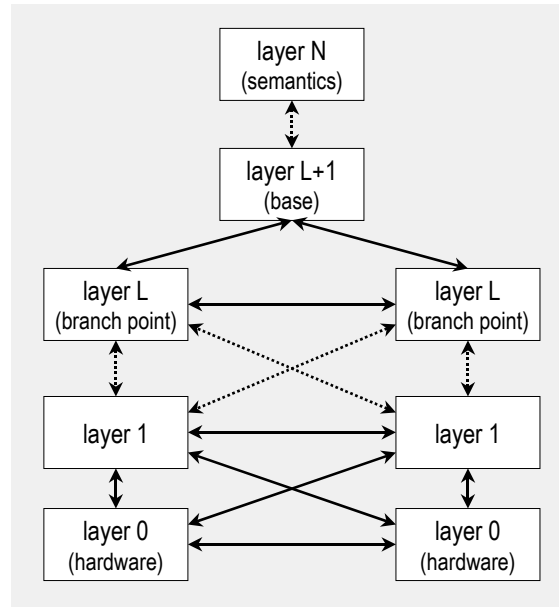 layer N
(semantics)
layer L+1
(base)
layer L
(branch point)
layer L
(branch point)
layer 1
layer 1
layer 0
(hardware)
layer 0
(hardware)